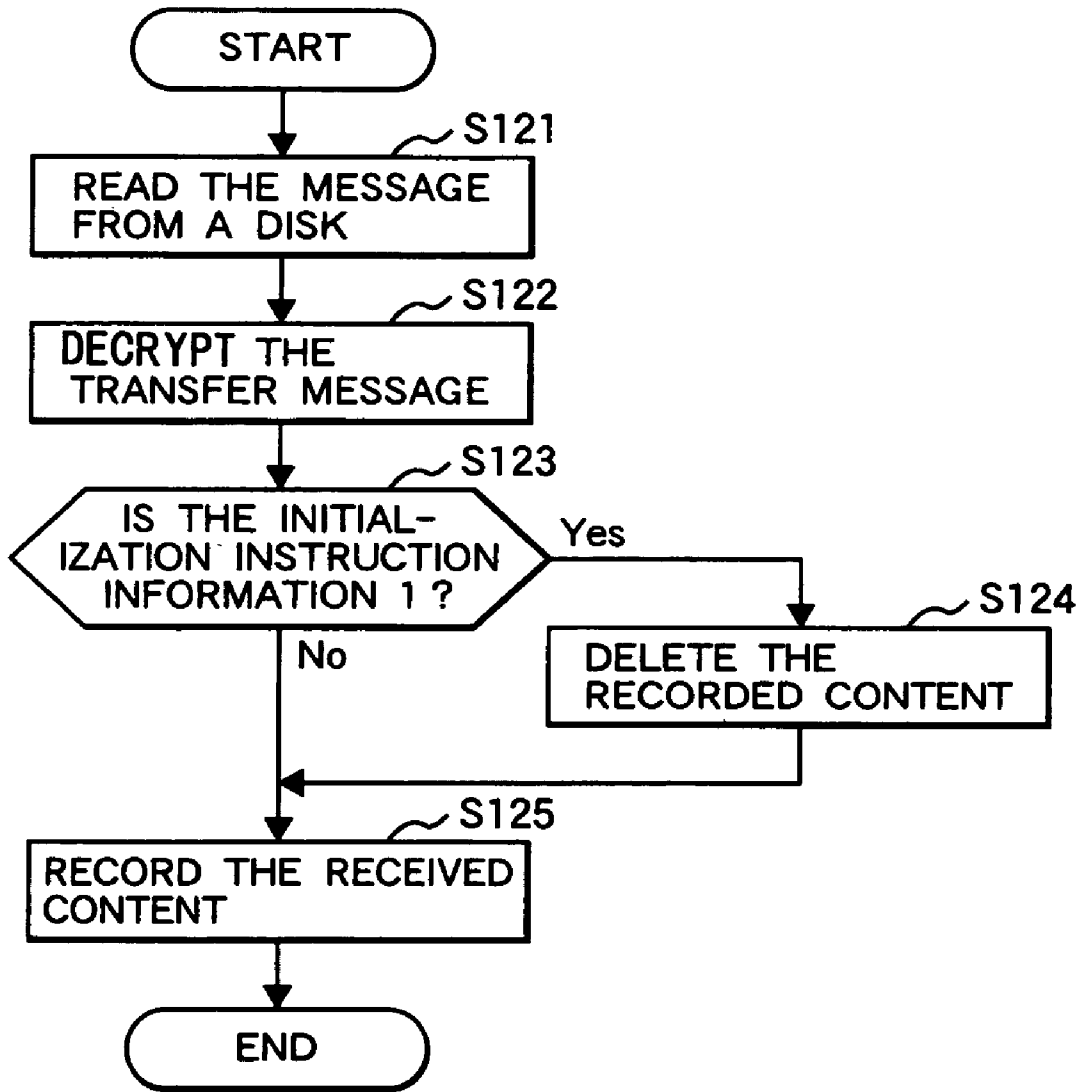 START
S121
READ THE MESSAGE
FROM A DISK
S122
DECRYPT THE
TRANSFER MESSAGE
S123
IS THE INITIAL-
IZATION INSTRUCTION
INFORMATION 1?
Yes
No
S124
DELETE THE
RECORDED CONTENT
S125
RECORD THE RECEIVED
CONTENT
END